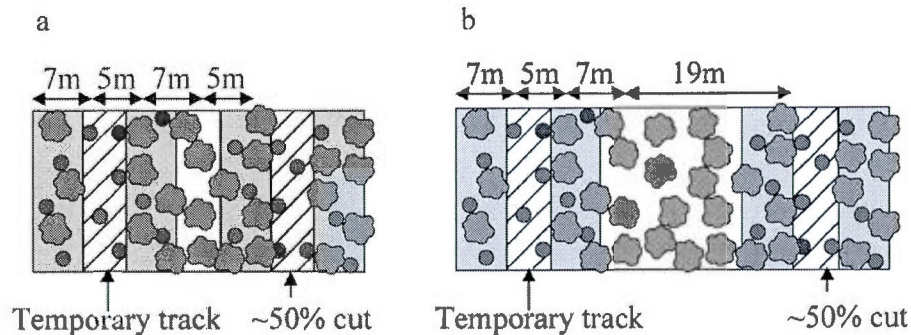 a
7m 5m 7m 5m
Temporary track ~50% cut
b
7m 5m 7m 19m
Temporary track ~50% cut